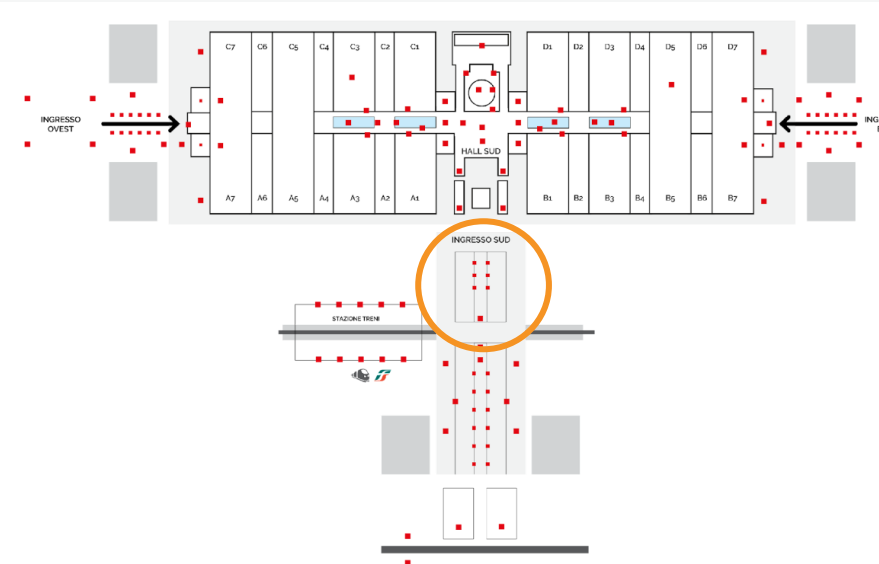 C7 C6 C5 C4 C3 C2 C1 D1 D2 D3 D4 D5 D6 D7
INGRESSO
OVEST
ING
HALL SUD
A7 A6 A5 A4 A3 A2 A1 B1 B2 B3 B4 B5 B6 B7
INGRESSO SUD
STAZIONE TRENI